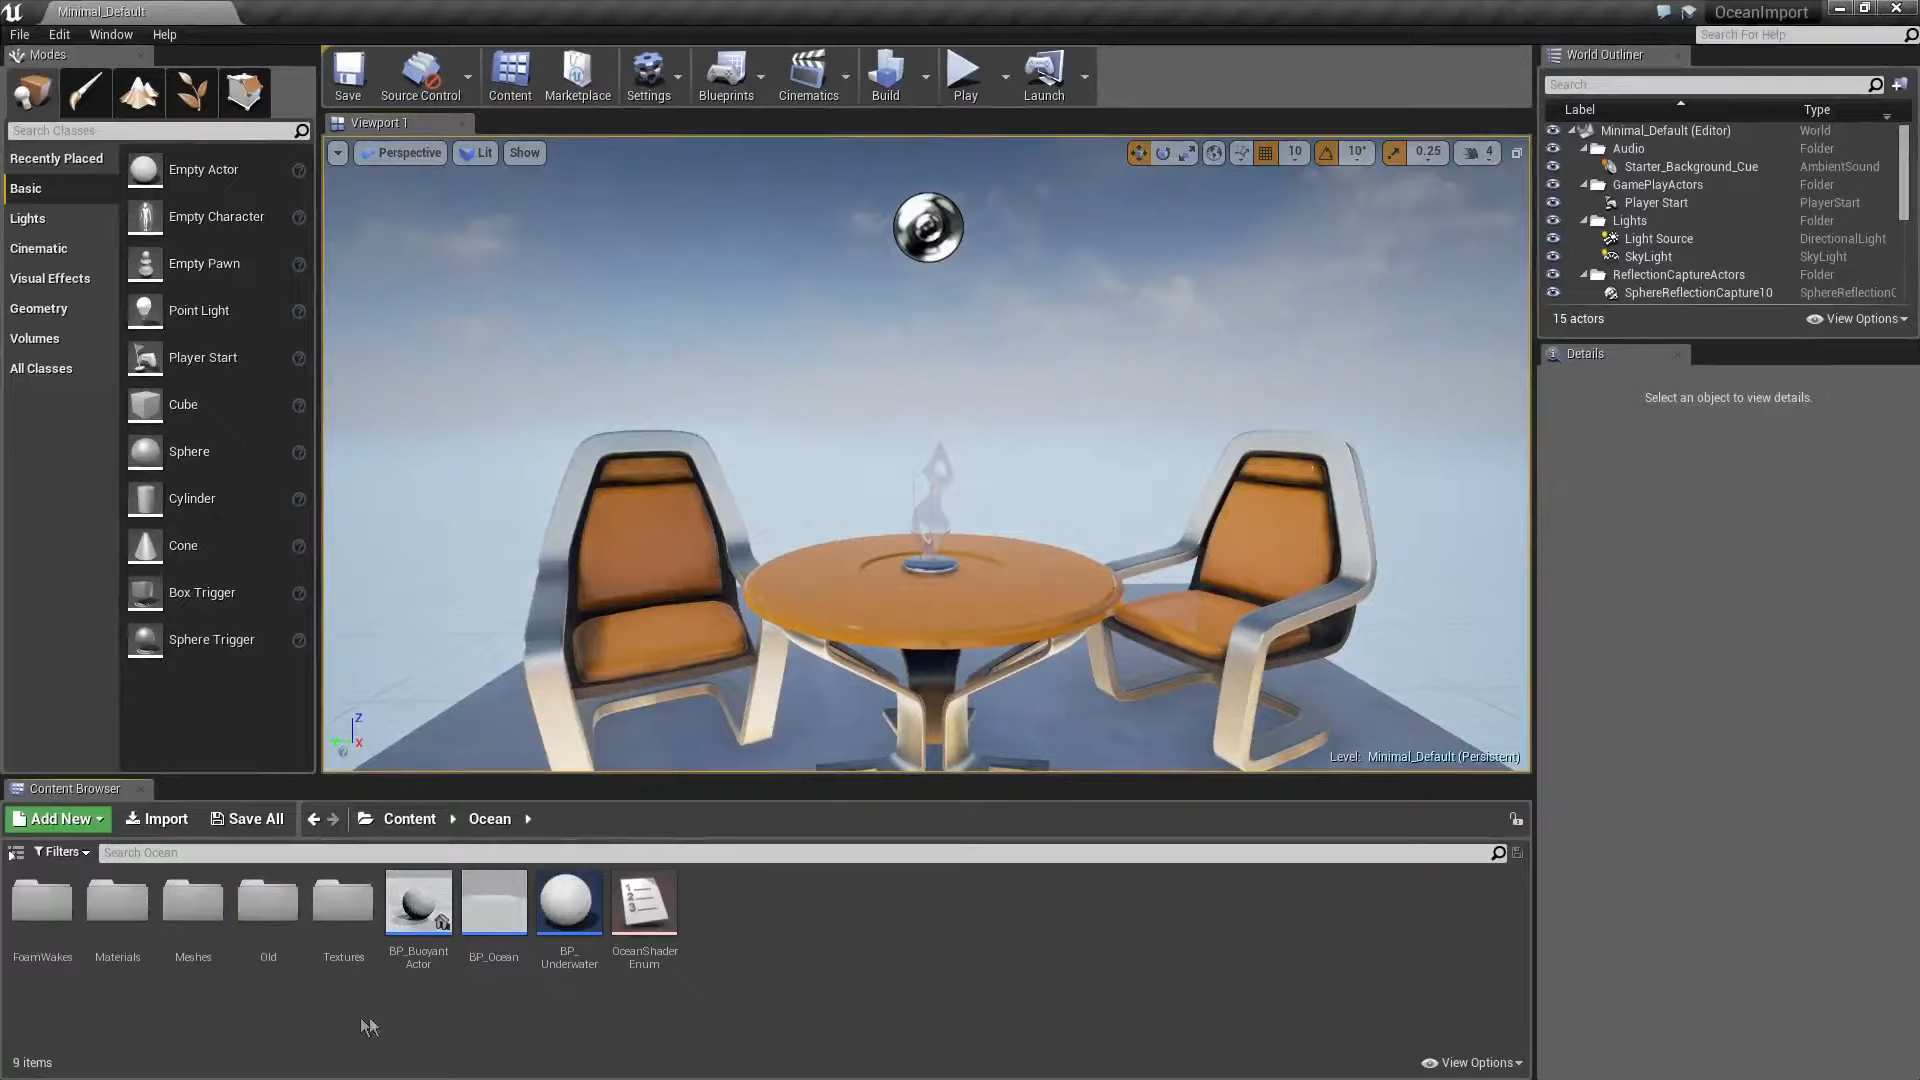 Minimal_Default
OceanImport
File Edit Window Help
Search For Help
Modes
Save Source Control Content Marketplace Settings Blueprints Cinematics Build Play Launch
Search Classes
Recently Placed
Basic
Lights
Cinematic
Visual Effects
Geometry
Volumes
All Classes
Empty Actor
Empty Character
Empty Pawn
Point Light
Player Start
Cube
Sphere
Cylinder
Cone
Box Trigger
Sphere Trigger
Viewport 1
Perspective Lit Show
10 10° 0.25 4
Z
X
Level: Minimal_Default (Persistent)
World Outliner
Search...
Label Type
Minimal_Default (Editor) World
Audio Folder
Starter_Background_Cue AmbientSound
GamePlayActors Folder
Player Start PlayerStart
Lights Folder
Light Source DirectionalLight
SkyLight SkyLight
ReflectionCaptureActors Folder
SphereReflectionCapture10 SphereReflectionC
15 actors View Options
Details
Select an object to view details.
Content Browser
Add New Import Save All Content Ocean
Filters Search Ocean
FoamWakes
Materials
Meshes
Old
Textures
BP_Buoyant
Actor
BP_Ocean
BP_
Underwater
OceanShader
Enum
9 items View Options